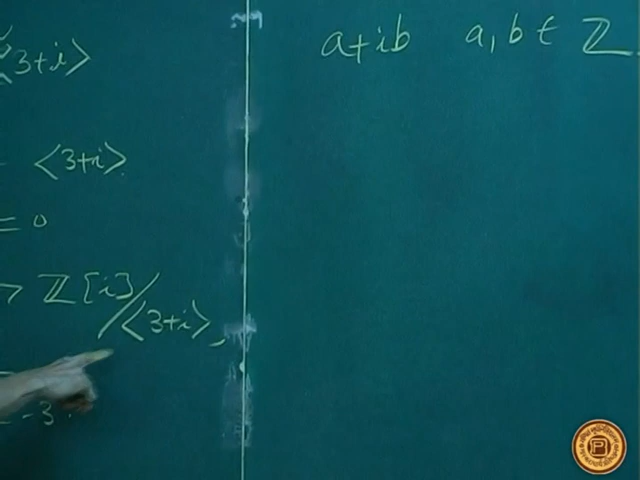 <3+i>
<3+i>.
= 0
> ℤ[i]/<3+i>,
-3.
a+ib  a, b ∈ ℤ